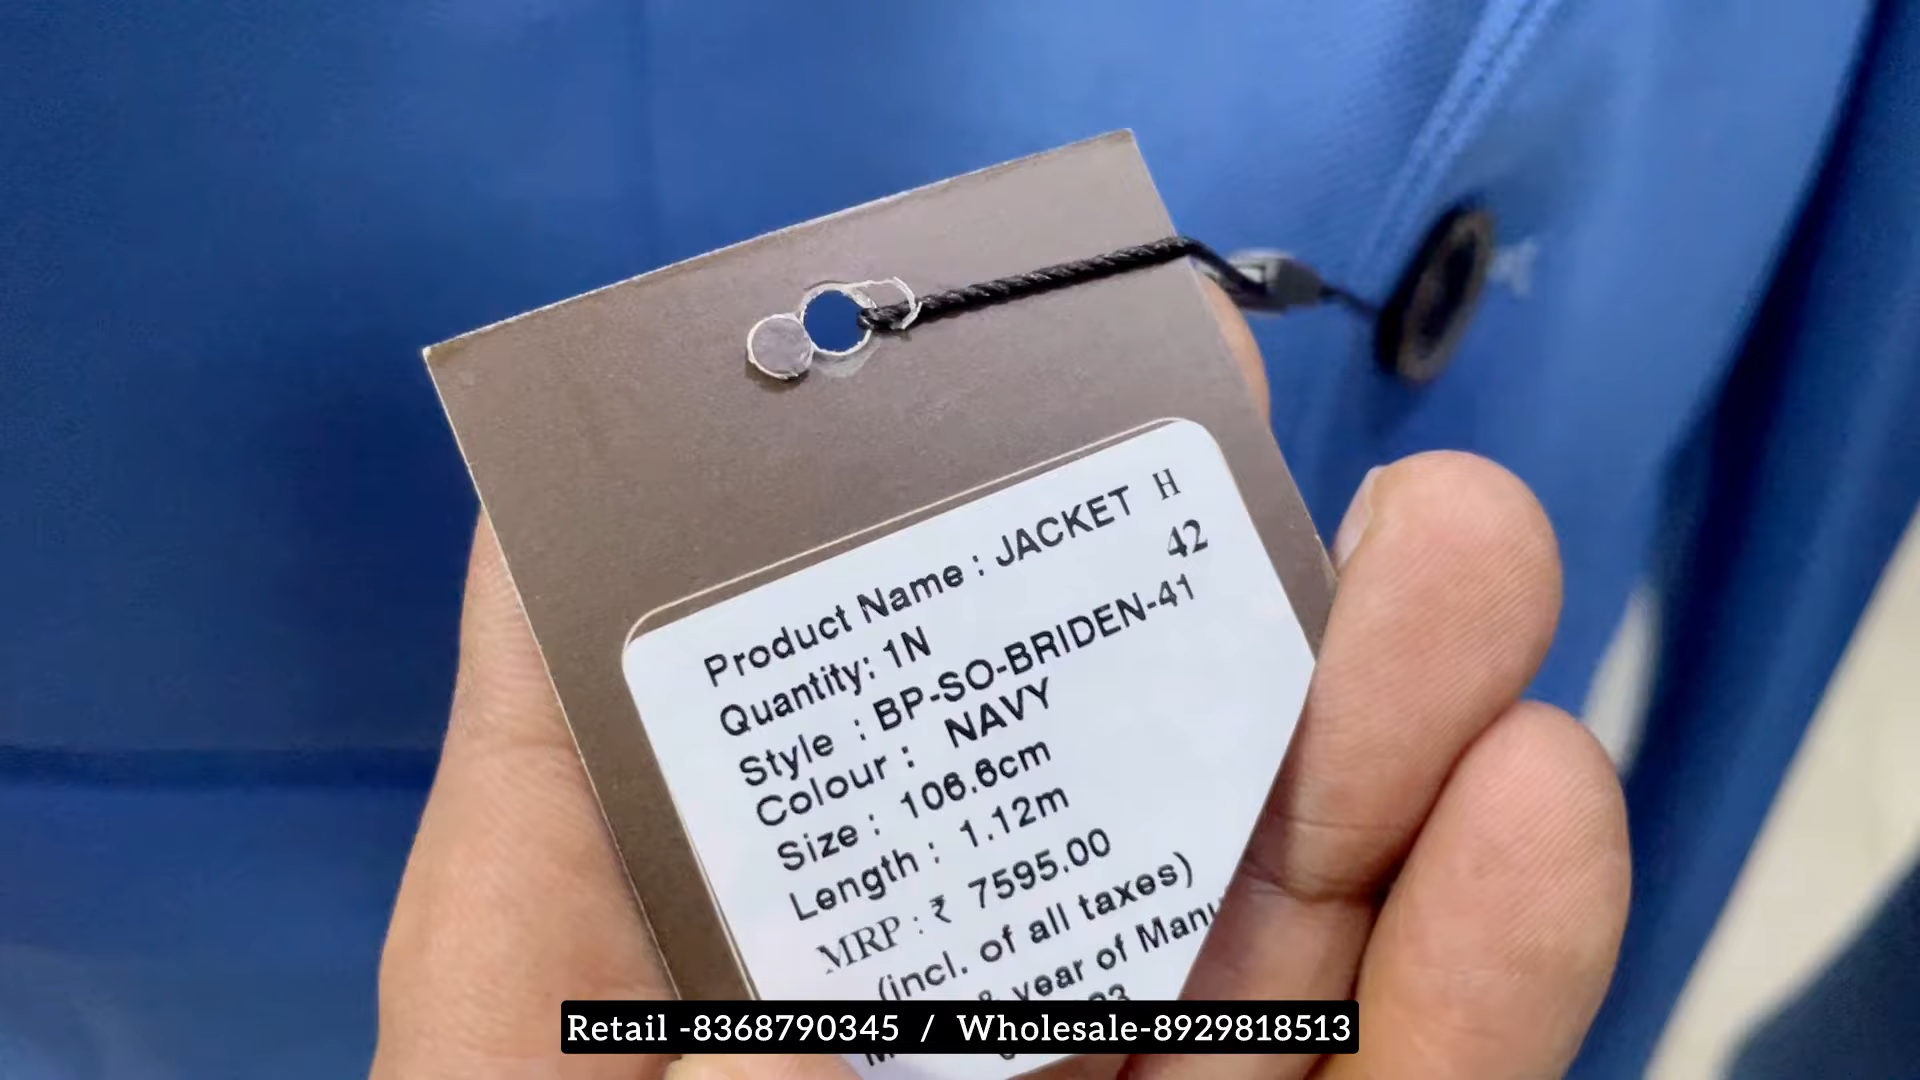 Product Name : JACKET H
42
Quantity: 1N
Style : BP-SO-BRIDEN-41
Colour : NAVY
Size : 106.6cm
Length : 1.12m
MRP : ₹ 7595.00
(incl. of all taxes)
& year of Manu
Retail -8368790345 / Wholesale-8929818513